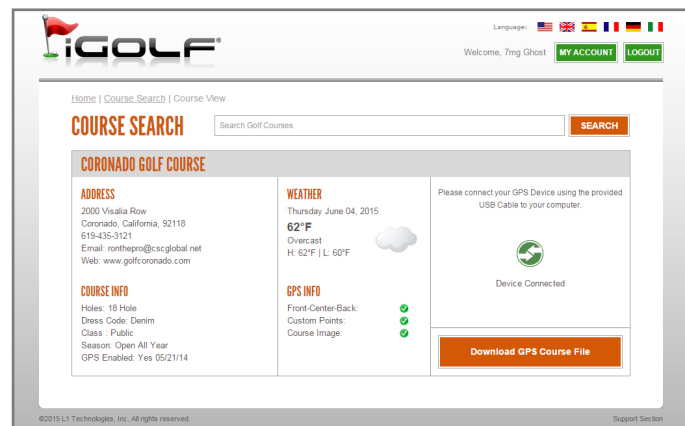 Language:
iGOLF®
Welcome, 7mg Ghost
MY ACCOUNT
LOGOUT
Home | Course Search | Course View
COURSE SEARCH
Search Golf Courses
SEARCH
CORONADO GOLF COURSE
ADDRESS
2000 Visalia Row
Coronado, California, 92118
619-435-3121
Email: ronthepro@cscglobal.net
Web: www.golfcoronado.com
COURSE INFO
Holes: 18 Hole
Dress Code: Denim
Class : Public
Season: Open All Year
GPS Enabled: Yes 05/21/14
WEATHER
Thursday June 04, 2015
62°F
Overcast
H: 62°F | L: 60°F
GPS INFO
Front-Center-Back:
Custom Points:
Course Image:
Please connect your GPS Device using the provided
USB Cable to your computer.
Device Connected
Download GPS Course File
©2015 L1 Technologies, Inc. All rights reserved.
Support Section